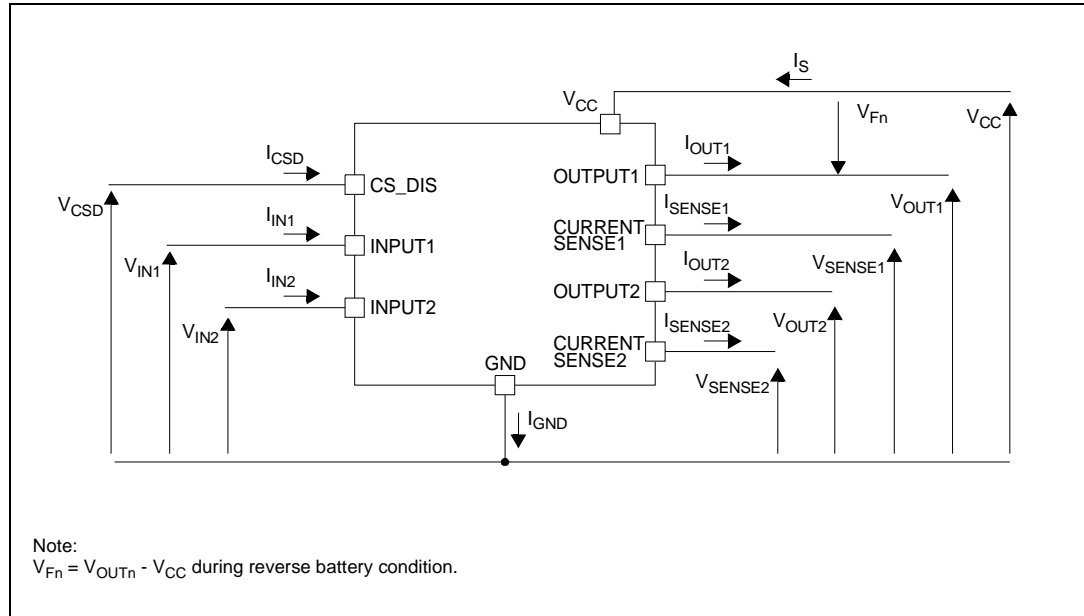 I_S
V_CC
V_Fn
V_CC
I_CSD
CS_DIS
V_CSD
I_IN1
INPUT1
V_IN1
I_IN2
INPUT2
V_IN2
OUTPUT1
I_OUT1
V_OUT1
CURRENT
SENSE1
I_SENSE1
V_SENSE1
OUTPUT2
I_OUT2
V_OUT2
CURRENT
SENSE2
I_SENSE2
V_SENSE2
GND
I_GND
Note:
V_Fn = V_OUTn - V_CC during reverse battery condition.